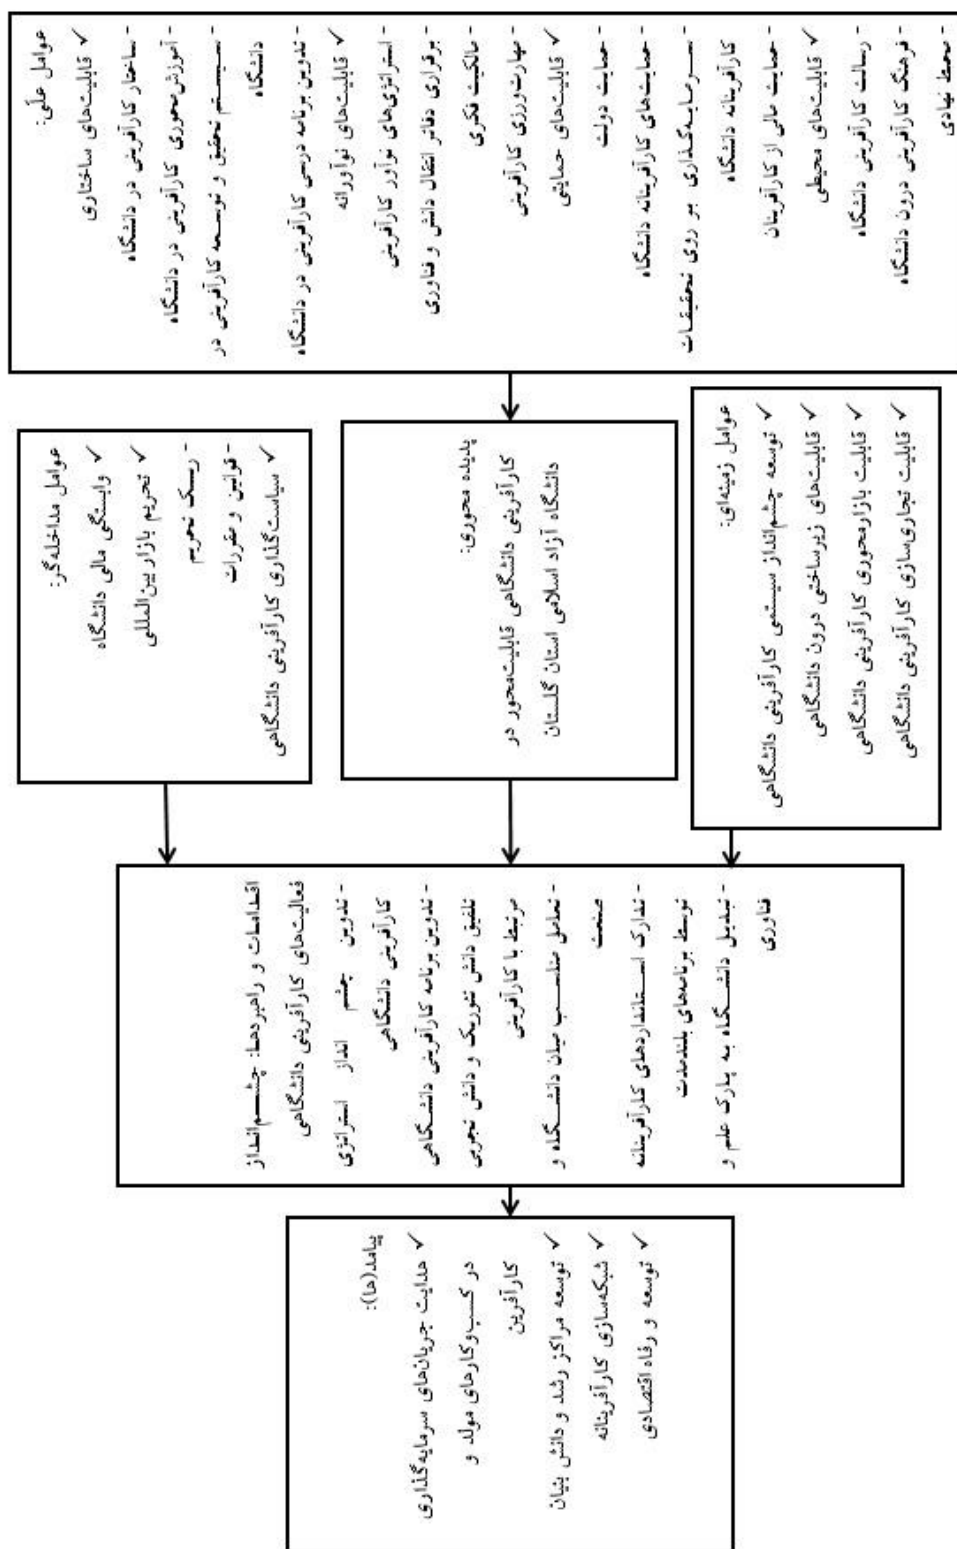 عوامل علّی:
✓ قابلیت‌های ساختاری
- ساختار کارآفرینی در دانشگاه
- آموزش‌محوری کارآفرینی در دانشگاه
- سیستم تحقیق و توسعه کارآفرینی در
دانشگاه
- تدوین برنامه درسی کارآفرینی در دانشگاه
✓ قابلیت‌های نوآورانه
- استراتژی‌های نوآور کارآفرینی
- برقراری دفاتر انتقال دانش و فناوری
- مالکیت فکری
- مهارت‌ورزی کارآفرینی
✓ قابلیت‌های حمایتی
- حمایت دولت
- حمایت‌های کارآفرینانه دانشگاه
- سرمایه‌گذاری بر روی تحقیقات
کارآفرینانه دانشگاه
- حمایت مالی از کارآفرینان
✓ قابلیت‌های محیطی
- رسالت کارآفرینی دانشگاه
- فرهنگ کارآفرینی درون دانشگاه
- محیط نهادی
عوامل مداخله‌گر:
✓ وابستگی مالی دانشگاه
✓ تحریم بازار بین‌المللی
- ریسک تحریم
- قوانین و مقررات
✓ سیاست‌گذاری کارآفرینی دانشگاهی
پدیده محوری:
کارآفرینی دانشگاهی قابلیت‌محور در
دانشگاه آزاد اسلامی استان گلستان
عوامل زمینه‌ای:
✓ توسعه چشم‌انداز سیستمی کارآفرینی دانشگاهی
✓ قابلیت‌های زیرساختی درون دانشگاهی
✓ قابلیت بازارمحوری کارآفرینی دانشگاهی
✓ قابلیت تجاری‌سازی کارآفرینی دانشگاهی
اقدامات و راهبردها: چشم‌انداز
فعالیت‌های کارآفرینی دانشگاهی
- تدوین چشم انداز استراتژی
کارآفرینی دانشگاهی
- تدوین برنامه کارآفرینی دانشگاهی
تلفیق دانش تئوریک و دانش تجربی
مرتبط با کارآفرینی
- تعامل مناسب میان دانشگاه و
صنعت
- تدارک استانداردهای کارآفرینانه
توسط برنامه‌های بلندمدت
- تبدیل دانشگاه به پارک علم و
فناوری
پیامد(ها):
✓ هدایت جریان‌های سرمایه‌گذاری
در کسب‌وکارهای مولد و
کارآفرین
✓ توسعه مراکز رشد و دانش بنیان
✓ شبکه‌سازی کارآفرینانه
✓ توسعه و رفاه اقتصادی